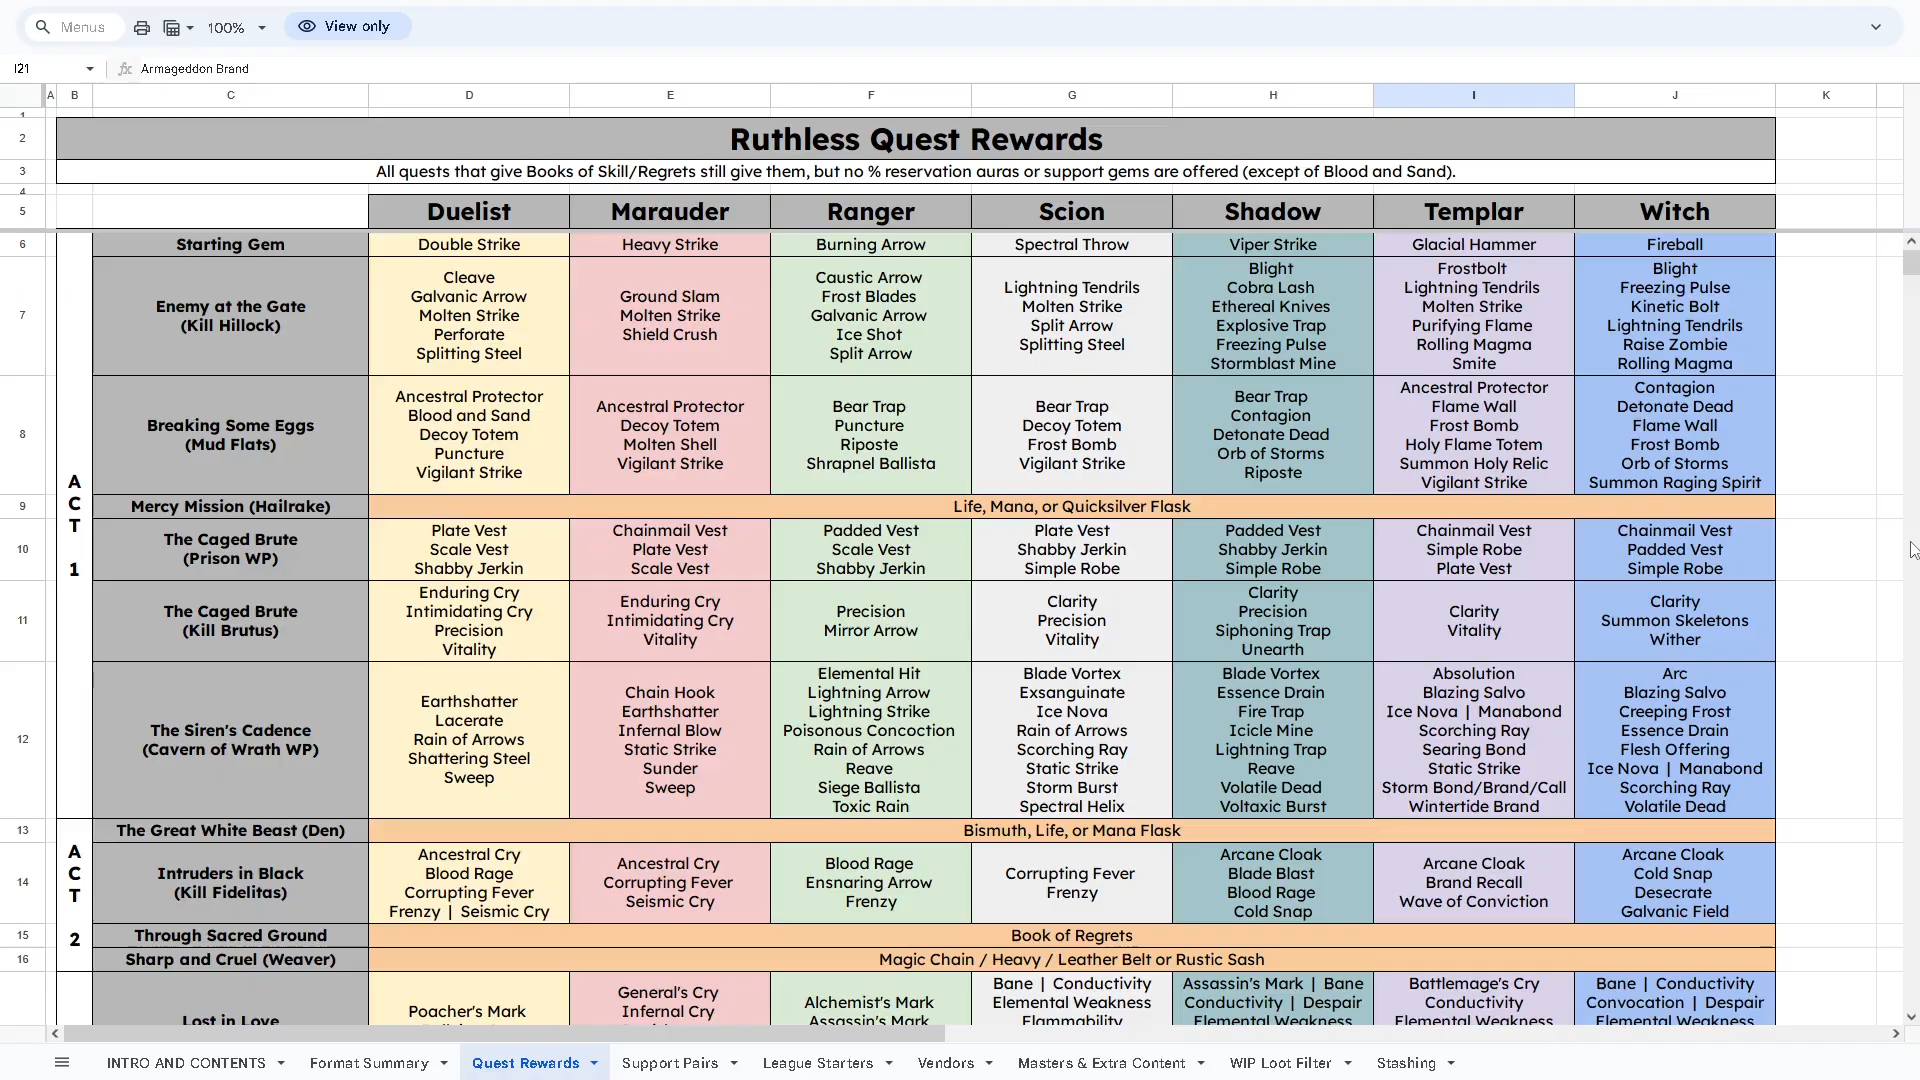 Menus
100%
View only
I21
Armageddon Brand
A B C D E F G H I J K
1
2
Ruthless Quest Rewards
3
All quests that give Books of Skill/Regrets still give them, but no % reservation auras or support gems are offered (except of Blood and Sand).
4
5
Duelist
Marauder
Ranger
Scion
Shadow
Templar
Witch
6
Starting Gem
Double Strike
Heavy Strike
Burning Arrow
Spectral Throw
Viper Strike
Glacial Hammer
Fireball
ACT 1
7
Enemy at the Gate
(Kill Hillock)
Cleave
Galvanic Arrow
Molten Strike
Perforate
Splitting Steel
Ground Slam
Molten Strike
Shield Crush
Caustic Arrow
Frost Blades
Galvanic Arrow
Ice Shot
Split Arrow
Lightning Tendrils
Molten Strike
Split Arrow
Splitting Steel
Blight
Cobra Lash
Ethereal Knives
Explosive Trap
Freezing Pulse
Stormblast Mine
Frostbolt
Lightning Tendrils
Molten Strike
Purifying Flame
Rolling Magma
Smite
Blight
Freezing Pulse
Kinetic Bolt
Lightning Tendrils
Raise Zombie
Rolling Magma
8
Breaking Some Eggs
(Mud Flats)
Ancestral Protector
Blood and Sand
Decoy Totem
Puncture
Vigilant Strike
Ancestral Protector
Decoy Totem
Molten Shell
Vigilant Strike
Bear Trap
Puncture
Riposte
Shrapnel Ballista
Bear Trap
Decoy Totem
Frost Bomb
Vigilant Strike
Bear Trap
Contagion
Detonate Dead
Orb of Storms
Riposte
Ancestral Protector
Flame Wall
Frost Bomb
Holy Flame Totem
Summon Holy Relic
Vigilant Strike
Contagion
Detonate Dead
Flame Wall
Frost Bomb
Orb of Storms
Summon Raging Spirit
9
Mercy Mission (Hailrake)
Life, Mana, or Quicksilver Flask
10
The Caged Brute
(Prison WP)
Plate Vest
Scale Vest
Shabby Jerkin
Chainmail Vest
Plate Vest
Scale Vest
Padded Vest
Scale Vest
Shabby Jerkin
Plate Vest
Shabby Jerkin
Simple Robe
Padded Vest
Shabby Jerkin
Simple Robe
Chainmail Vest
Simple Robe
Plate Vest
Chainmail Vest
Padded Vest
Simple Robe
11
The Caged Brute
(Kill Brutus)
Enduring Cry
Intimidating Cry
Precision
Vitality
Enduring Cry
Intimidating Cry
Vitality
Precision
Mirror Arrow
Clarity
Precision
Vitality
Clarity
Precision
Siphoning Trap
Unearth
Clarity
Vitality
Clarity
Summon Skeletons
Wither
12
The Siren's Cadence
(Cavern of Wrath WP)
Earthshatter
Lacerate
Rain of Arrows
Shattering Steel
Sweep
Chain Hook
Earthshatter
Infernal Blow
Static Strike
Sunder
Sweep
Elemental Hit
Lightning Arrow
Lightning Strike
Poisonous Concoction
Rain of Arrows
Reave
Siege Ballista
Toxic Rain
Blade Vortex
Exsanguinate
Ice Nova
Rain of Arrows
Scorching Ray
Static Strike
Storm Burst
Spectral Helix
Blade Vortex
Essence Drain
Fire Trap
Icicle Mine
Lightning Trap
Reave
Volatile Dead
Voltaxic Burst
Absolution
Blazing Salvo
Ice Nova | Manabond
Scorching Ray
Searing Bond
Static Strike
Storm Bond/Brand/Call
Wintertide Brand
Arc
Blazing Salvo
Creeping Frost
Essence Drain
Flesh Offering
Ice Nova | Manabond
Scorching Ray
Volatile Dead
ACT 2
13
The Great White Beast (Den)
Bismuth, Life, or Mana Flask
14
Intruders in Black
(Kill Fidelitas)
Ancestral Cry
Blood Rage
Corrupting Fever
Frenzy | Seismic Cry
Ancestral Cry
Corrupting Fever
Seismic Cry
Blood Rage
Ensnaring Arrow
Frenzy
Corrupting Fever
Frenzy
Arcane Cloak
Blade Blast
Blood Rage
Cold Snap
Arcane Cloak
Brand Recall
Wave of Conviction
Arcane Cloak
Cold Snap
Desecrate
Galvanic Field
15
Through Sacred Ground
Book of Regrets
16
Sharp and Cruel (Weaver)
Magic Chain / Heavy / Leather Belt or Rustic Sash
Lost in Love
Poacher's Mark
General's Cry
Infernal Cry
Alchemist's Mark
Assassin's Mark
Bane | Conductivity
Elemental Weakness
Flammability
Assassin's Mark | Bane
Conductivity | Despair
Elemental Weakness
Battlemage's Cry
Conductivity
Elemental Weakness
Bane | Conductivity
Convocation | Despair
Elemental Weakness
INTRO AND CONTENTS
Format Summary
Quest Rewards
Support Pairs
League Starters
Vendors
Masters & Extra Content
WIP Loot Filter
Stashing